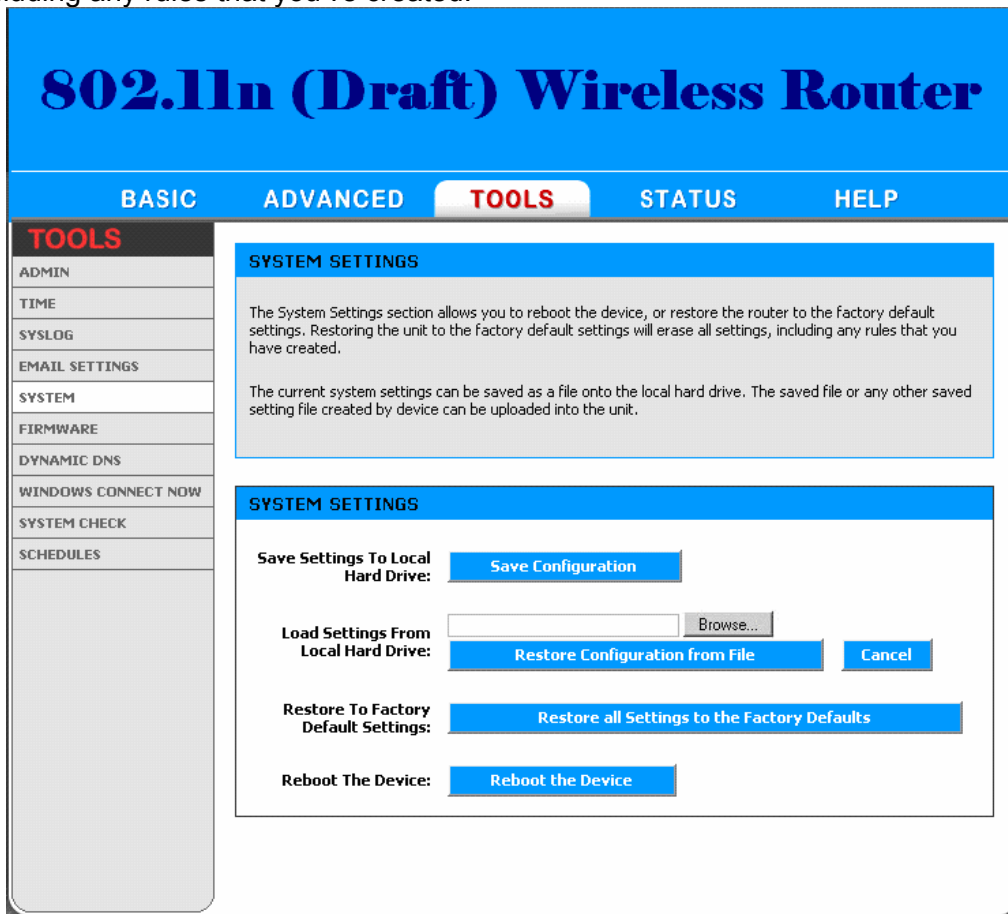 luding any rules that you've created.
802.11n (Draft) Wireless Router
BASIC ADVANCED TOOLS STATUS HELP
TOOLS
ADMIN
TIME
SYSLOG
EMAIL SETTINGS
SYSTEM
FIRMWARE
DYNAMIC DNS
WINDOWS CONNECT NOW
SYSTEM CHECK
SCHEDULES
SYSTEM SETTINGS
The System Settings section allows you to reboot the device, or restore the router to the factory default
settings. Restoring the unit to the factory default settings will erase all settings, including any rules that you
have created.
The current system settings can be saved as a file onto the local hard drive. The saved file or any other saved
setting file created by device can be uploaded into the unit.
SYSTEM SETTINGS
Save Settings To Local
Hard Drive:
Save Configuration
Load Settings From
Local Hard Drive:
Browse...
Restore Configuration from File
Cancel
Restore To Factory
Default Settings:
Restore all Settings to the Factory Defaults
Reboot The Device:
Reboot the Device